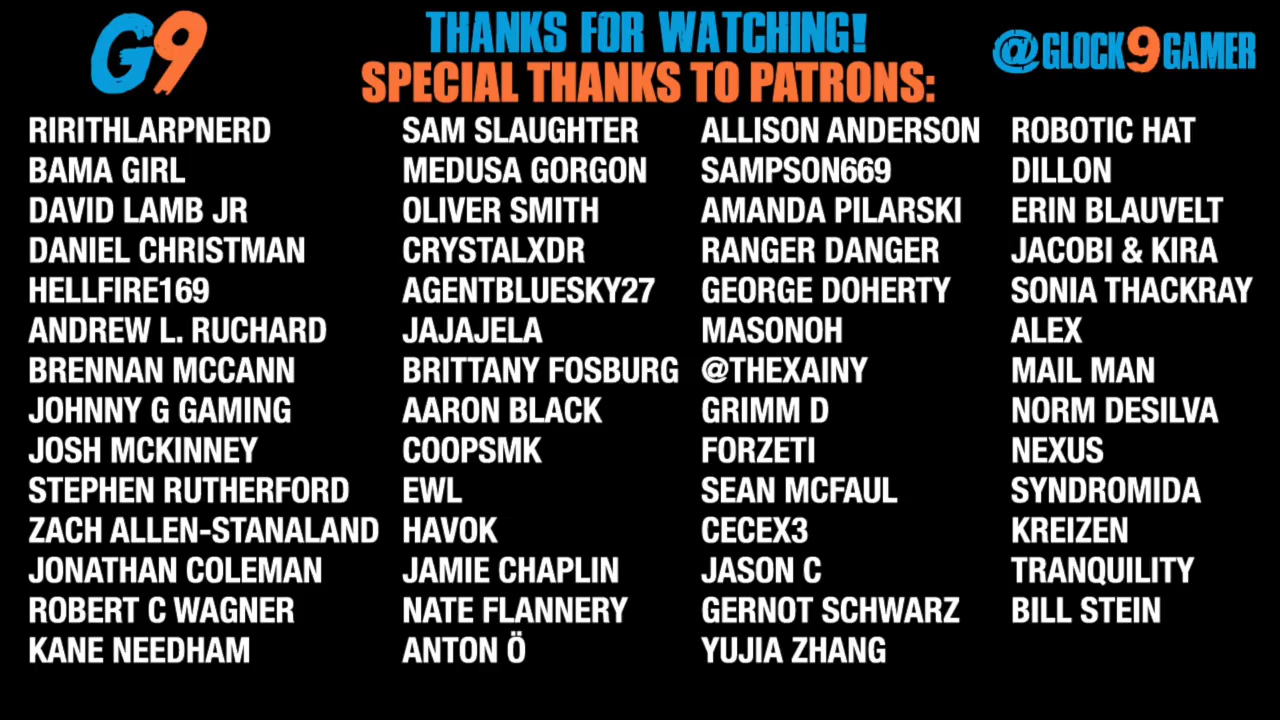 G9
THANKS FOR WATCHING!
SPECIAL THANKS TO PATRONS:
@GLOCK9GAMER
RIRITHLARPNERD
BAMA GIRL
DAVID LAMB JR
DANIEL CHRISTMAN
HELLFIRE169
ANDREW L. RUCHARD
BRENNAN MCCANN
JOHNNY G GAMING
JOSH MCKINNEY
STEPHEN RUTHERFORD
ZACH ALLEN-STANALAND
JONATHAN COLEMAN
ROBERT C WAGNER
KANE NEEDHAM
SAM SLAUGHTER
MEDUSA GORGON
OLIVER SMITH
CRYSTALXDR
AGENTBLUESKY27
JAJAJELA
BRITTANY FOSBURG
AARON BLACK
COOPSMK
EWL
HAVOK
JAMIE CHAPLIN
NATE FLANNERY
ANTON Ö
ALLISON ANDERSON
SAMPSON669
AMANDA PILARSKI
RANGER DANGER
GEORGE DOHERTY
MASONOH
@THEXAINY
GRIMM D
FORZETI
SEAN MCFAUL
CECEX3
JASON C
GERNOT SCHWARZ
YUJIA ZHANG
ROBOTIC HAT
DILLON
ERIN BLAUVELT
JACOBI & KIRA
SONIA THACKRAY
ALEX
MAIL MAN
NORM DESILVA
NEXUS
SYNDROMIDA
KREIZEN
TRANQUILITY
BILL STEIN